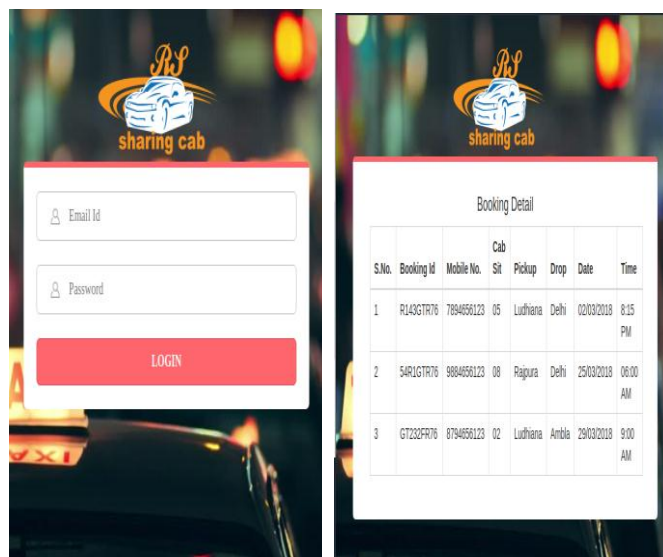 RS
sharing cab
Email Id
Password
LOGIN
IXA
RS
sharing cab
Booking Detail
S.No. Booking Id Mobile No. Cab Sit Pickup Drop Date Time
1 R143GTR76 7894656123 05 Ludhiana Delhi 02/03/2018 8:15 PM
2 54R1GTR76 9884656123 08 Rajpura Delhi 25/03/2018 06:00 AM
3 GT232FR76 8794656123 02 Ludhiana Ambla 29/03/2018 9:00 AM